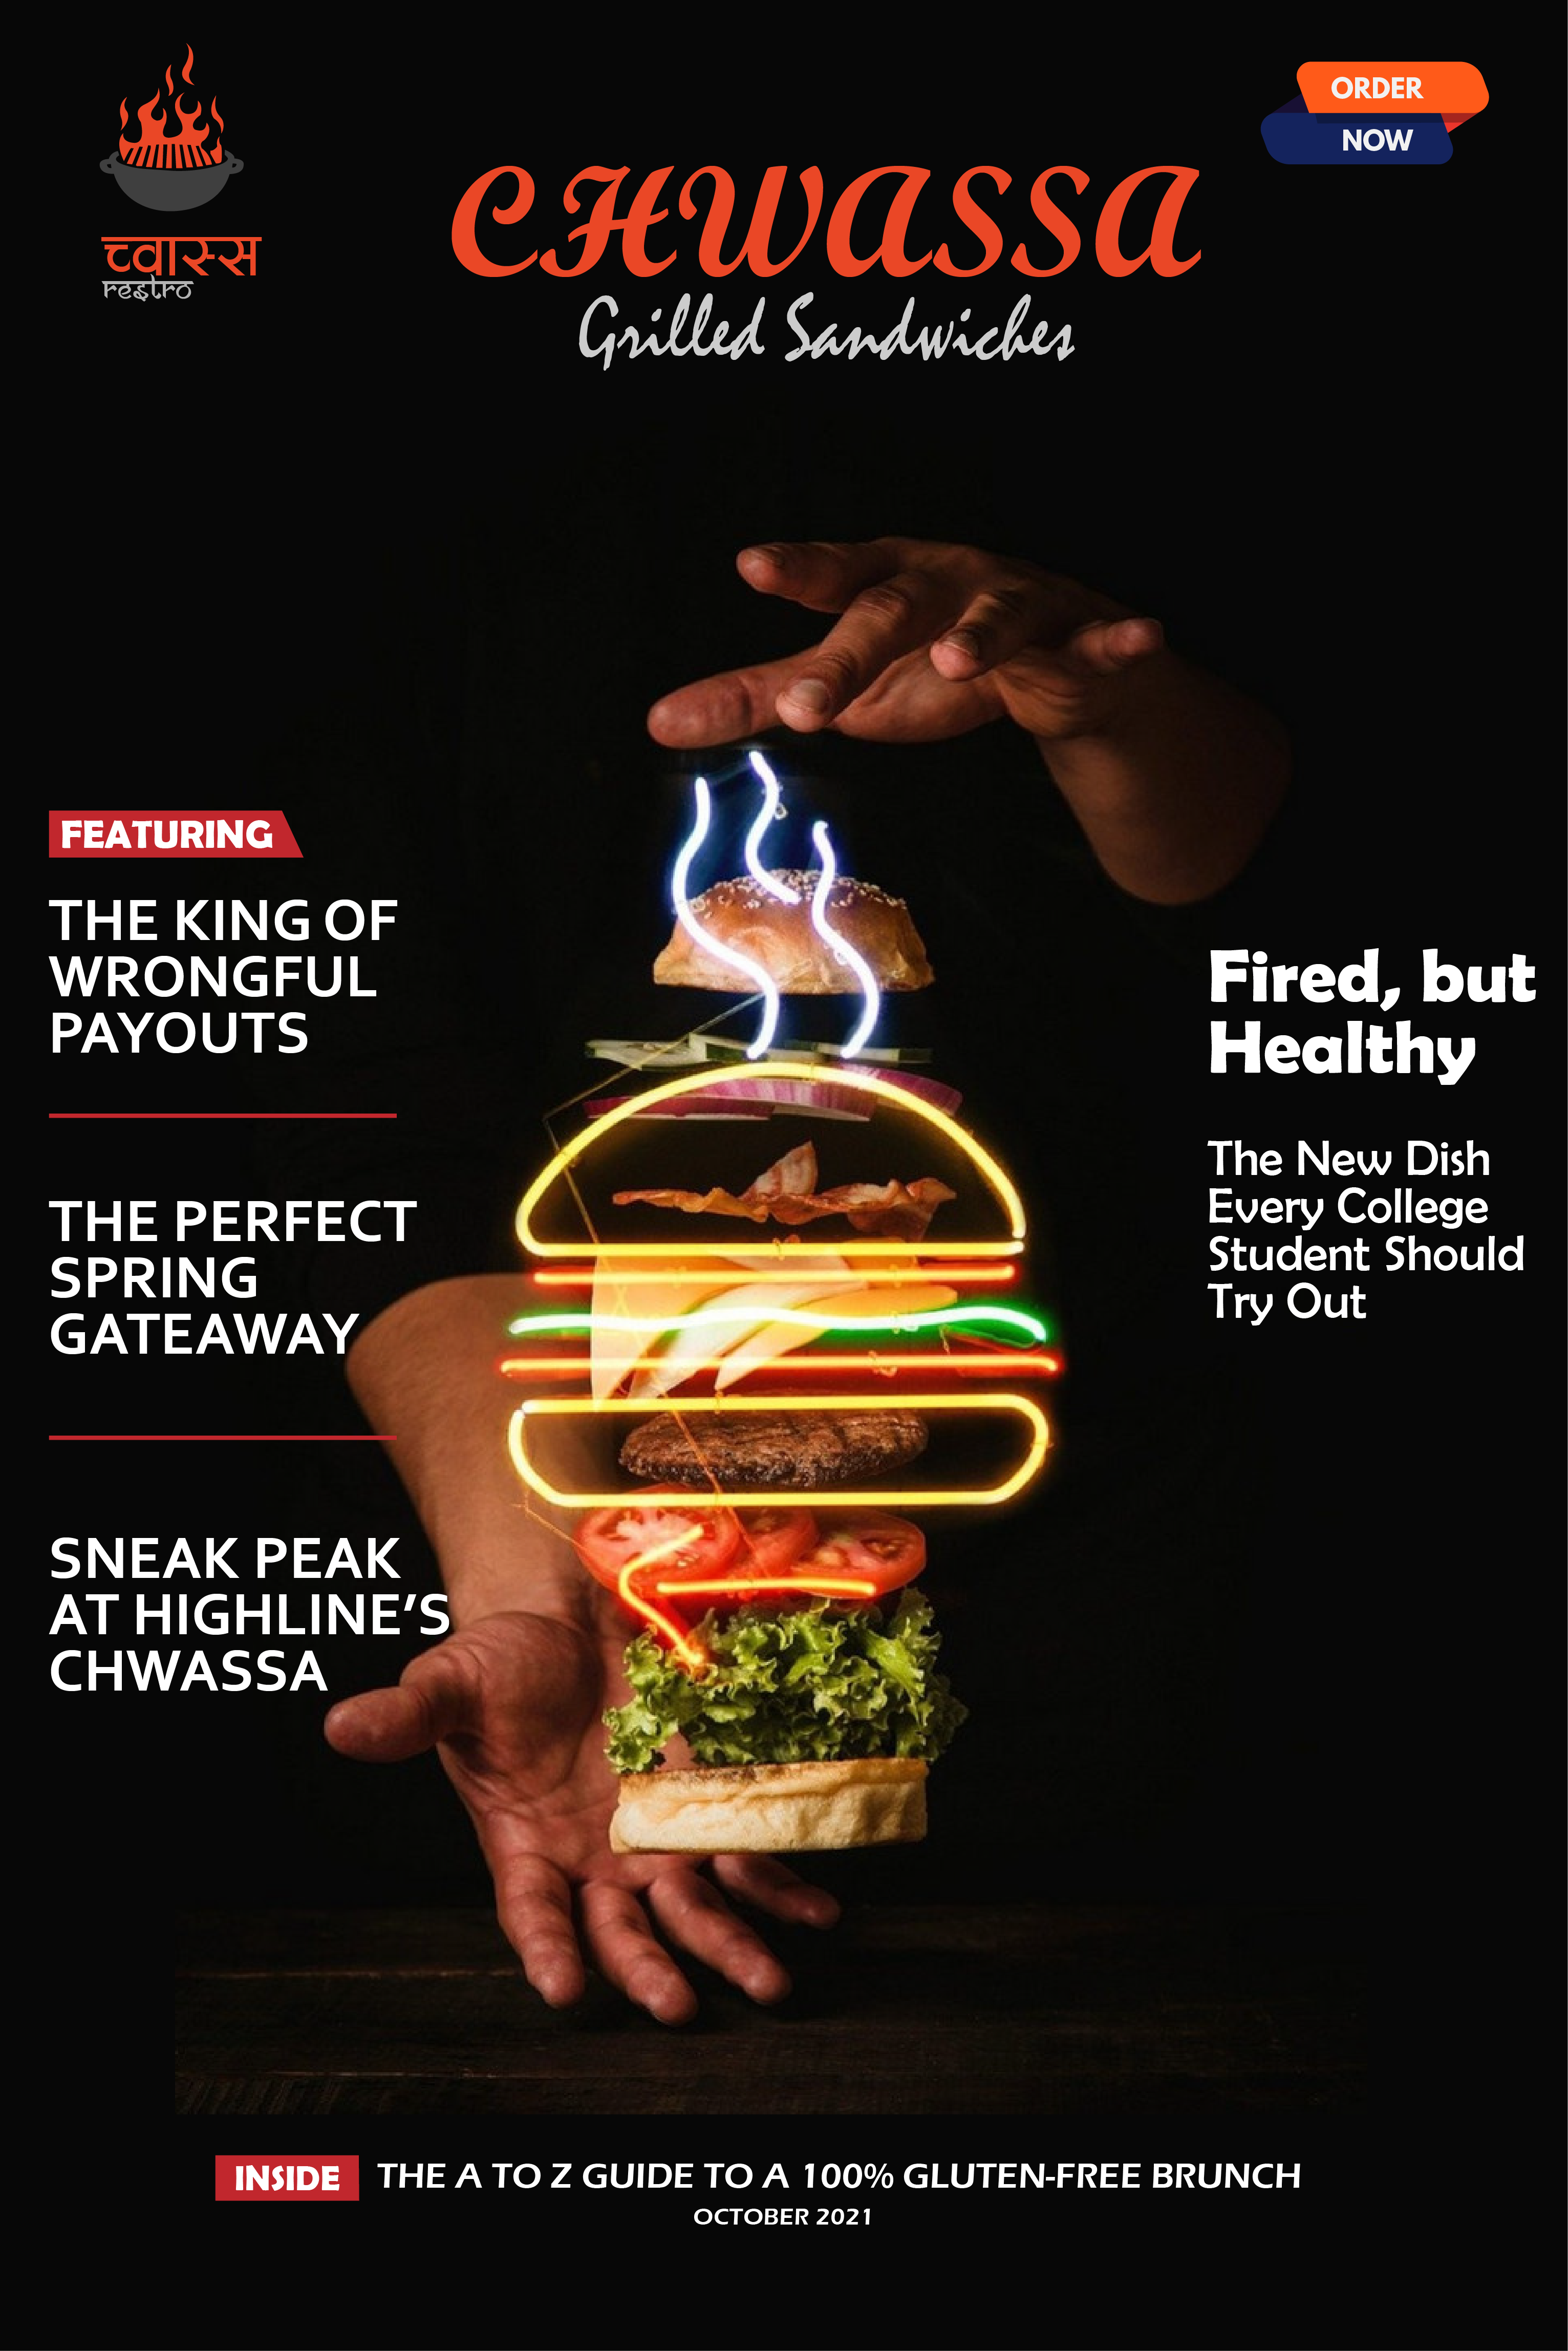 ORDER
NOW
च्वास्स
restro
CHWASSA
Grilled Sandwiches
FEATURING
THE KING OF
WRONGFUL
PAYOUTS
THE PERFECT
SPRING
GATEAWAY
SNEAK PEAK
AT HIGHLINE’S
CHWASSA
Fired, but
Healthy
The New Dish
Every College
Student Should
Try Out
INSIDE THE A TO Z GUIDE TO A 100% GLUTEN-FREE BRUNCH
OCTOBER 2021